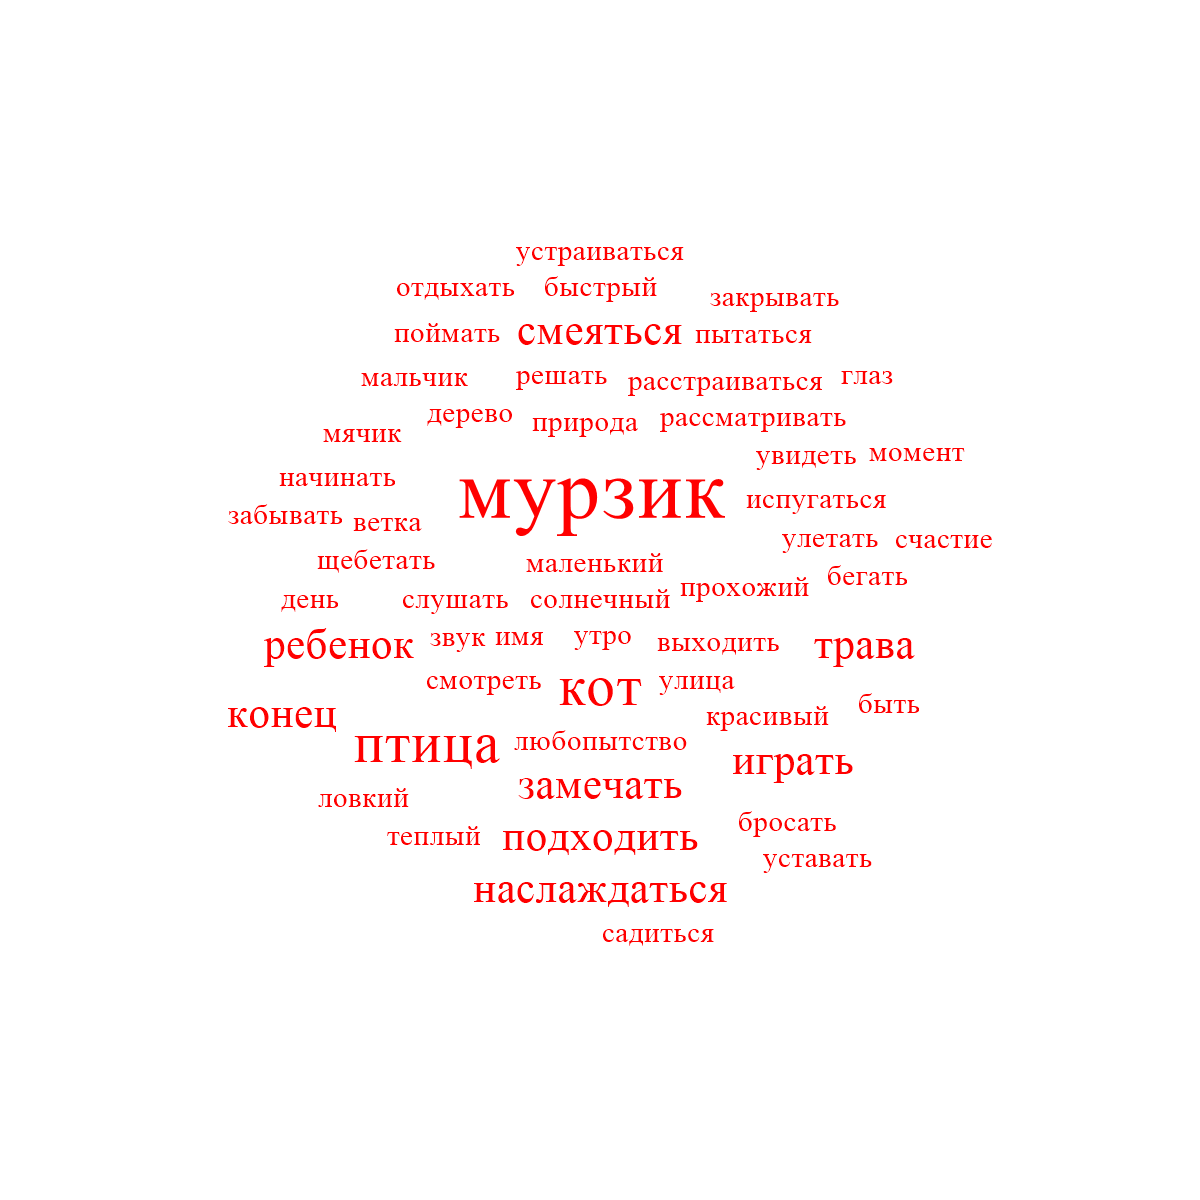 устраиваться
отдыхать быстрый закрывать
поймать смеяться пытаться
мальчик решать расстраиваться глаз
дерево природа рассматривать
мячик
увидеть момент
начинать мурзик испугаться
забывать ветка
улетать счастие
щебетать маленький
прохожий бегать
день слушать солнечный
ребенок звук имя утро выходить трава
смотреть кот улица
конец красивый быть
птица любопытство играть
ловкий замечать
теплый подходить бросать
уставать
наслаждаться
садиться